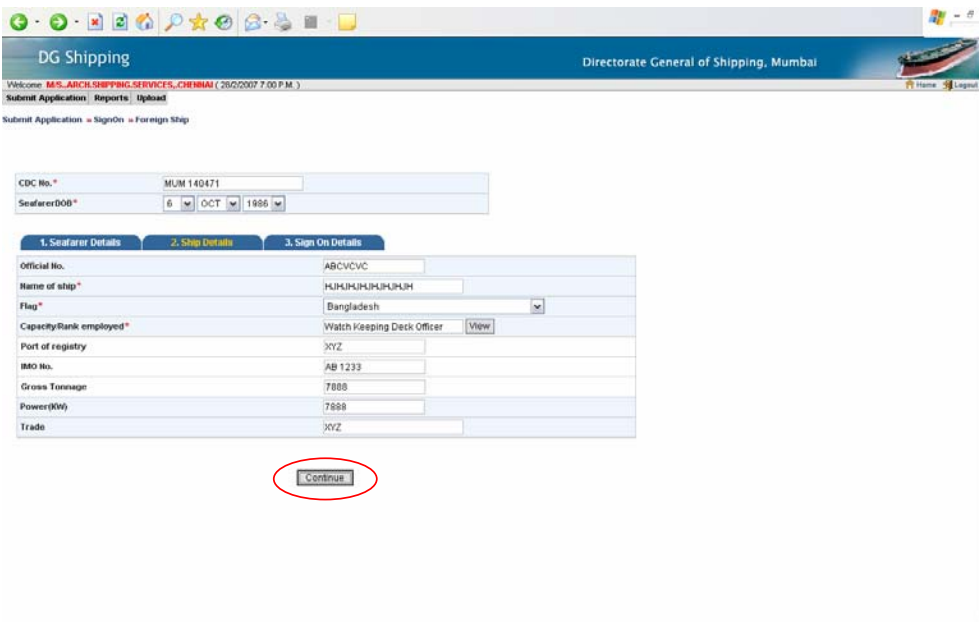 DG Shipping
Directorate General of Shipping, Mumbai
Welcome M/S.,ARCH.SHIPPING.SERVICES,.CHENNAI ( 28/2/2007 7:00 P.M. )
Home Logout
Submit Application Reports Upload
Submit Application » SignOn » Foreign Ship
CDC No.* MUM 140471
SeafarerDOB* 6 OCT 1986
1. Seafarer Details 2. Ship Details 3. Sign On Details
Official No. ABCVCVC
Name of ship* HJHJHJHJHJHJHJH
Flag* Bangladesh
Capacity/Rank employed* Watch Keeping Deck Officer View
Port of registry XYZ
IMO No. AB 1233
Gross Tonnage 7888
Power(KW) 7888
Trade XYZ
Continue